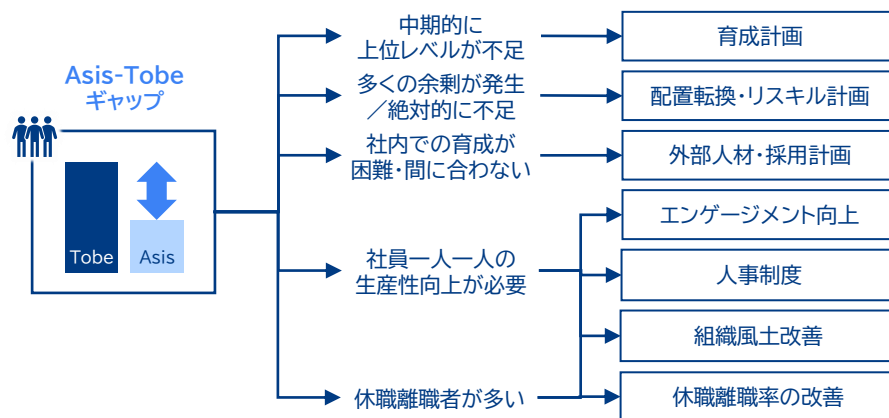 Asis-Tobe
ギャップ
Tobe
Asis
中期的に
上位レベルが不足
多くの余剰が発生
／絶対的に不足
社内での育成が
困難・間に合わない
社員一人一人の
生産性向上が必要
休職離職者が多い
育成計画
配置転換・リスキル計画
外部人材・採用計画
エンゲージメント向上
人事制度
組織風土改善
休職離職率の改善